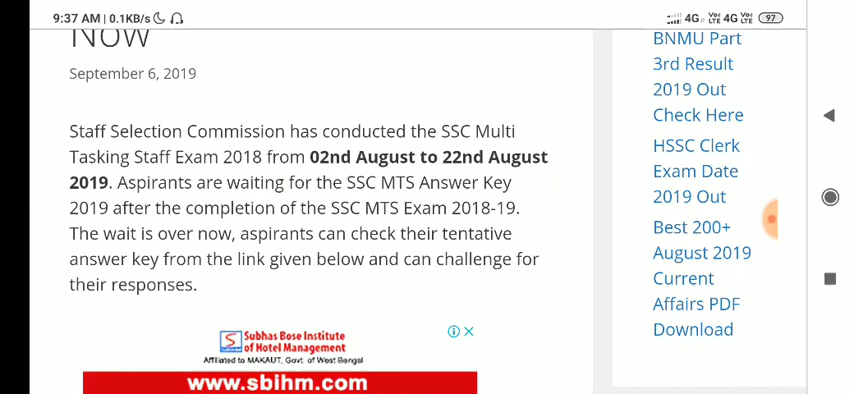 9:37 AM | 0.1KB/s
4G Vo LTE 4G Vo LTE 97
Now
September 6, 2019
Staff Selection Commission has conducted the SSC Multi
Tasking Staff Exam 2018 from 02nd August to 22nd August
2019. Aspirants are waiting for the SSC MTS Answer Key
2019 after the completion of the SSC MTS Exam 2018-19.
The wait is over now, aspirants can check their tentative
answer key from the link given below and can challenge for
their responses.
Subhas Bose Institute
of Hotel Management
Affiliated to MAKAUT, Govt. of West Bengal
www.sbihm.com
BNMU Part
3rd Result
2019 Out
Check Here
HSSC Clerk
Exam Date
2019 Out
Best 200+
August 2019
Current
Affairs PDF
Download